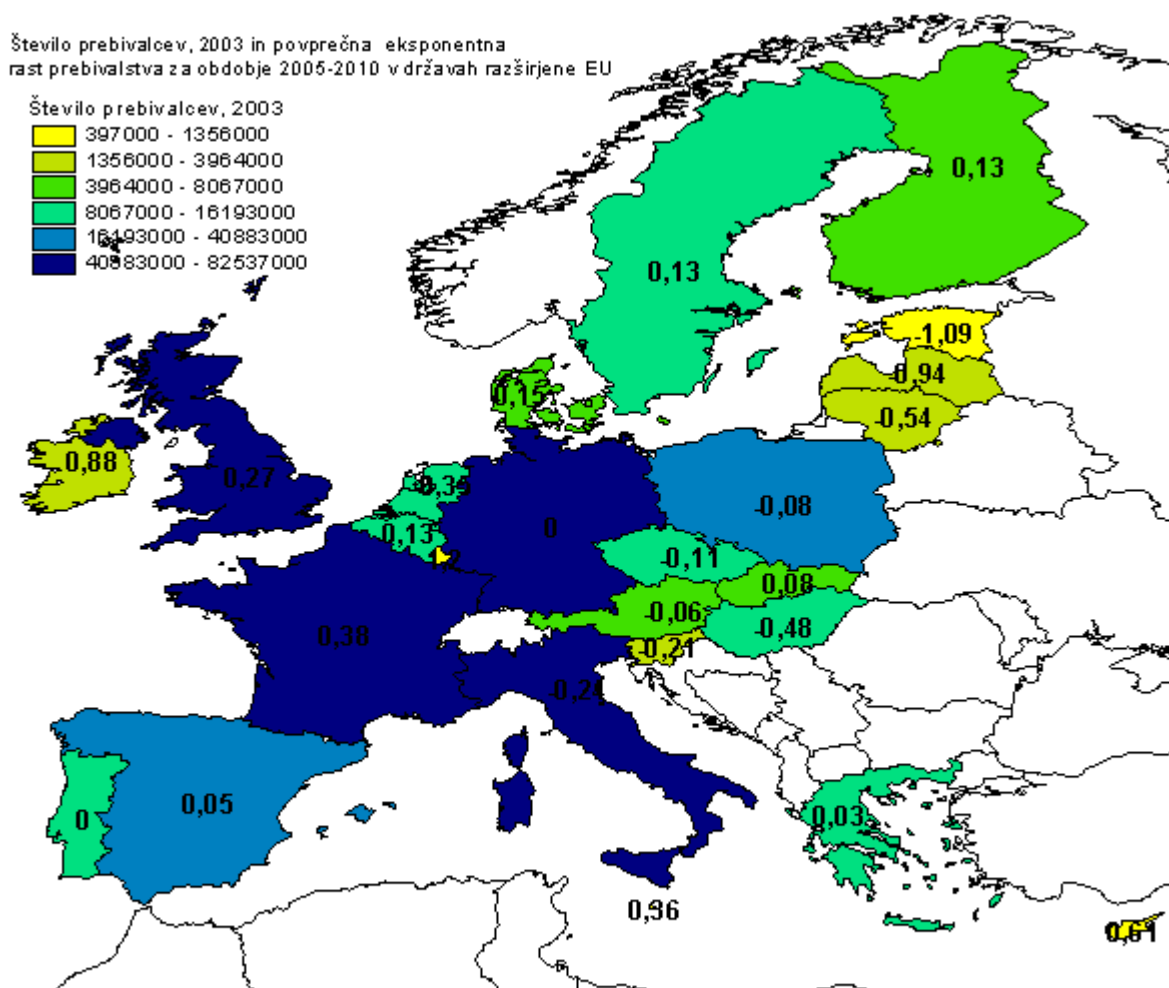 Število prebivalcev, 2003 in povprečna eksponentna
rast prebivalstva za obdobje 2005-2010 v državah razširjene EU
Število prebivalcev, 2003
397000 - 1356000
1356000 - 3964000
3964000 - 8067000
8067000 - 16193000
16193000 - 40883000
40883000 - 82537000
0,13
0,13
-1,09
-0,94
-0,54
0,15
0,88
0,27
0,35
0,13
1,2
0
-0,08
-0,11
0,08
-0,06
-0,48
-0,21
0,38
-0,24
0,05
0
0,03
0,36
0,61